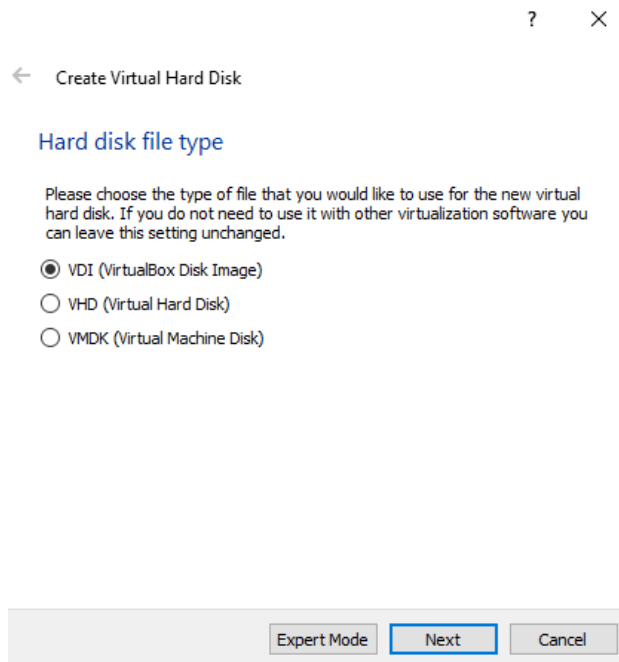 ?
Create Virtual Hard Disk
Hard disk file type
Please choose the type of file that you would like to use for the new virtual
hard disk. If you do not need to use it with other virtualization software you
can leave this setting unchanged.
VDI (VirtualBox Disk Image)
VHD (Virtual Hard Disk)
VMDK (Virtual Machine Disk)
Expert Mode Next Cancel